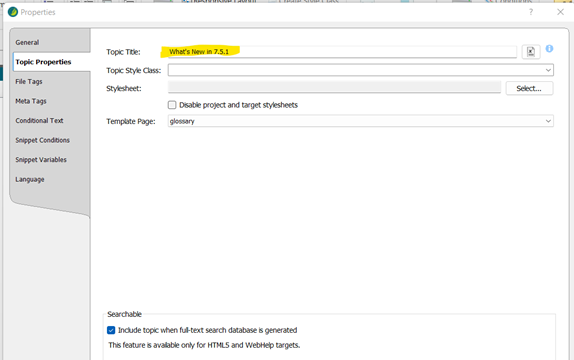 Properties
?
General
Topic Properties
File Tags
Meta Tags
Conditional Text
Snippet Conditions
Snippet Variables
Language
Topic Title: What's New in 7.5.1
Topic Style Class:
Stylesheet: Select...
Disable project and target stylesheets
Template Page: glossary
Searchable
Include topic when full-text search database is generated
This feature is available only for HTML5 and WebHelp targets.